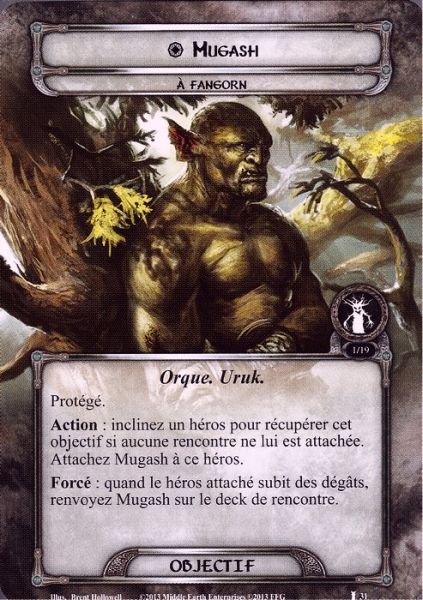 Mugash
À fangorn
1/19
Orque. Uruk.
Protégé.
Action : inclinez un héros pour récupérer cet
objectif si aucune rencontre ne lui est attachée.
Attachez Mugash à ce héros.
Forcé : quand le héros attaché subit des dégâts,
renvoyez Mugash sur le deck de rencontre.
OBJECTIF
Illus. Brent Hollowell ©2013 Middle Earth Enterprises ©2013 FFG 31